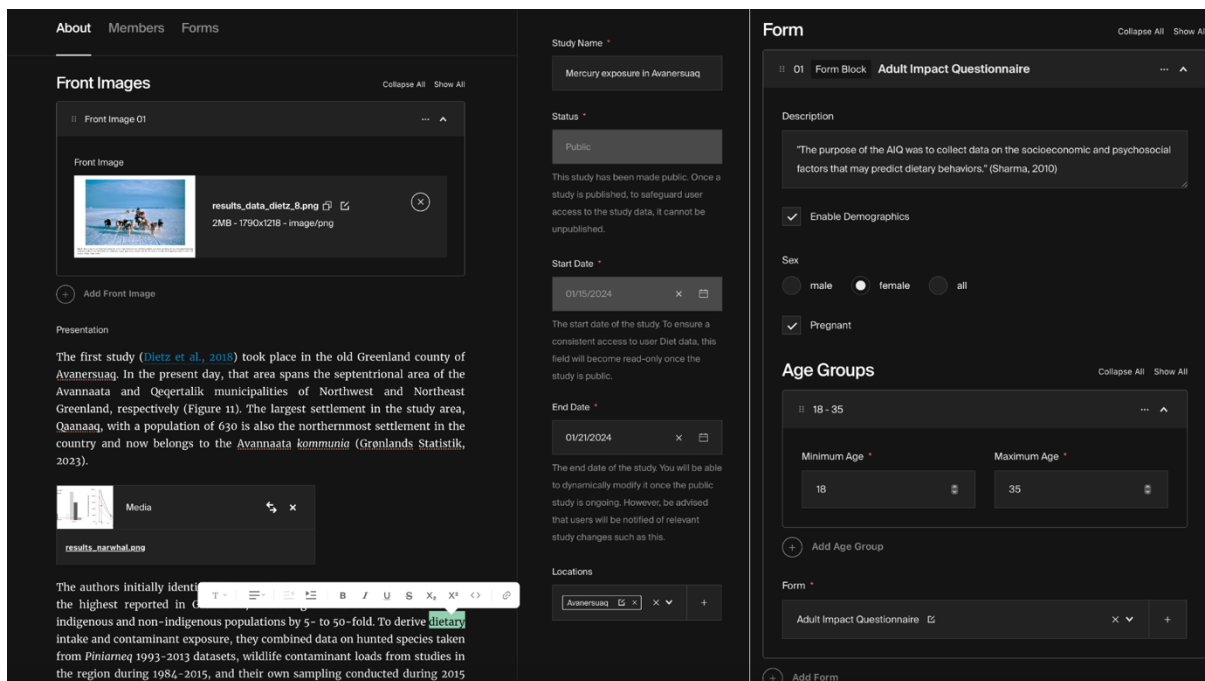 About Members Forms
Front Images
Collapse All Show All
Front Image 01
Front Image
results_data_dietz_8.png
2MB - 1790x1218 - image/png
Add Front Image
Presentation
The first study (Dietz et al., 2018) took place in the old Greenland county of
Avanersuaq. In the present day, that area spans the septentrional area of the
Avannaata and Qeqertalik municipalities of Northwest and Northeast
Greenland, respectively (Figure 11). The largest settlement in the study area,
Qaanaaq, with a population of 630 is also the northernmost settlement in the
country and now belongs to the Avannaata kommunia (Grønlands Statistik,
2023).
Media
results_narwhal.png
The authors initially identi
the highest reported in G
indigenous and non-indigenous populations by 5- to 50-fold. To derive dietary
intake and contaminant exposure, they combined data on hunted species taken
from Piniarneq 1993-2013 datasets, wildlife contaminant loads from studies in
the region during 1984-2015, and their own sampling conducted during 2015
T B I U S X₂ X² <>
Study Name *
Mercury exposure in Avanersuaq
Status *
Public
This study has been made public. Once a
study is published, to safeguard user
access to the study data, it cannot be
unpublished.
Start Date *
01/15/2024
The start date of the study. To ensure a
consistent access to user Diet data, this
field will become read-only once the
study is public.
End Date *
01/21/2024
The end date of the study. You will be able
to dynamically modify it once the public
study is ongoing. However, be advised
that users will be notified of relevant
study changes such as this.
Locations
Avanersuaq
Form
Collapse All Show Al
01 Form Block Adult Impact Questionnaire
Description
"The purpose of the AIQ was to collect data on the socioeconomic and psychosocial
factors that may predict dietary behaviors." (Sharma, 2010)
Enable Demographics
Sex
male female all
Pregnant
Age Groups
Collapse All Show All
18 - 35
Minimum Age * Maximum Age *
18 35
Add Age Group
Form *
Adult Impact Questionnaire
Add Form